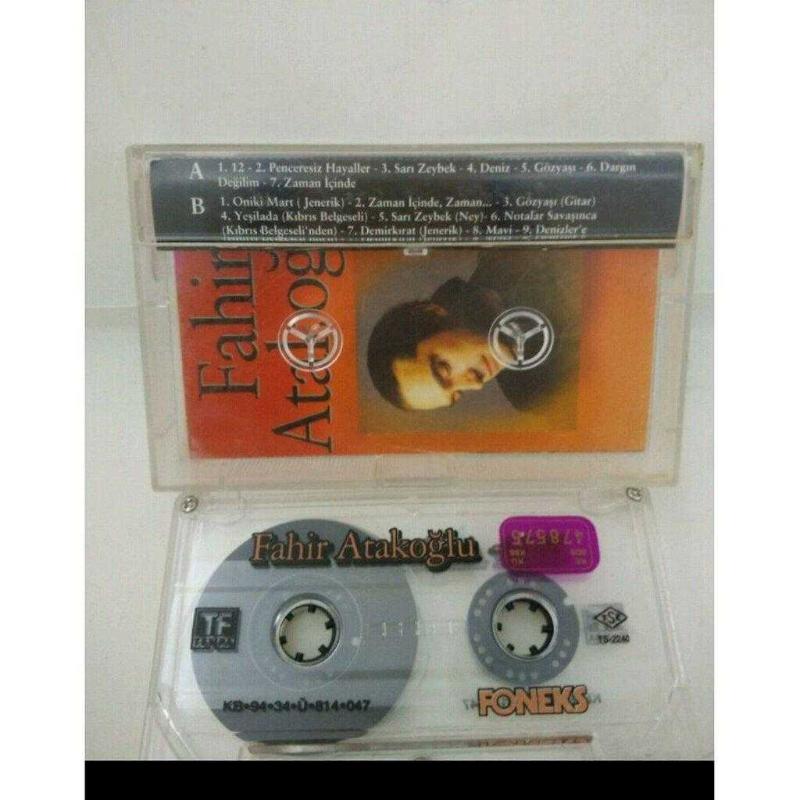 A
1. 12 - 2. Penceresiz Hayaller - 3. Sarı Zeybek - 4. Deniz - 5. Gözyaşı - 6. Dargın
Değilim - 7. Zaman İçinde
B
1. Oniki Mart ( Jenerik) - 2. Zaman İçinde, Zaman... - 3. Gözyaşı (Gitar)
4. Yeşilada (Kıbrıs Belgeseli) - 5. Sarı Zeybek (Ney)- 6. Notalar Savaşınca
(Kıbrıs Belgeseli'nden) - 7. Demirkırat (Jenerik) - 8. Mavi - 9. Denizler'e
Fahir
Atakoğ
Fahir Atakoğlu
478575
TF
KB•94•34•Ü•814•047
TSE
TS-2240
FONEKS